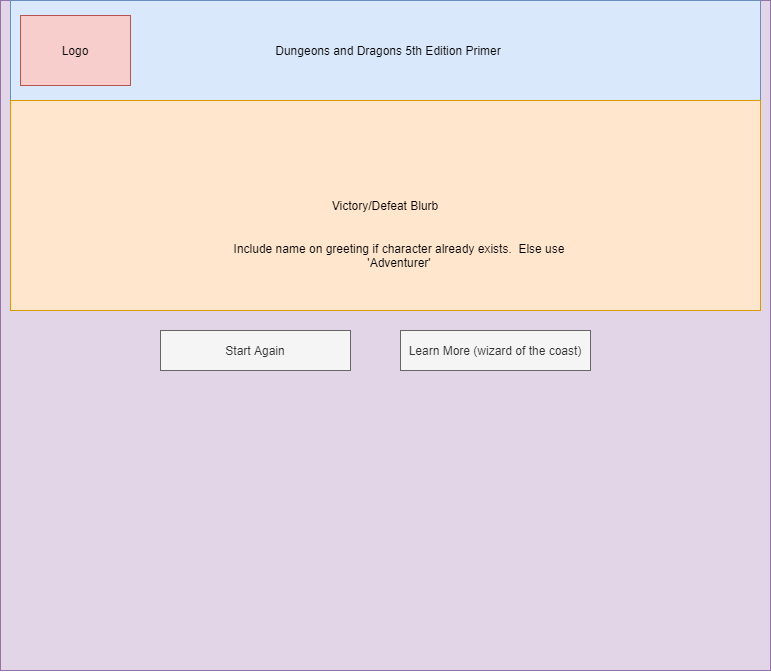 Logo
Dungeons and Dragons 5th Edition Primer
Victory/Defeat Blurb
Include name on greeting if character already exists.  Else use
'Adventurer'
Start Again
Learn More (wizard of the coast)